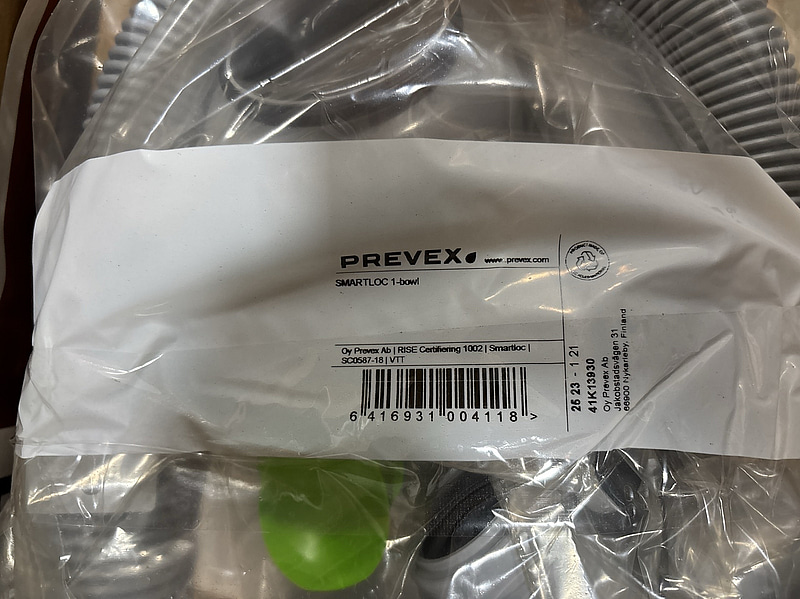 PREVEX www.prevex.com
SMARTLOC 1-bowl
Oy Prevex Ab | RISE Certifiering 1002 | Smartloc |
SC0587-18 | VTT
6 416931 004118 >
25 23 - 1 21
41K13930
Oy Prevex Ab
Jakobstadsvägen 31
66900 Nykarleby, Finland